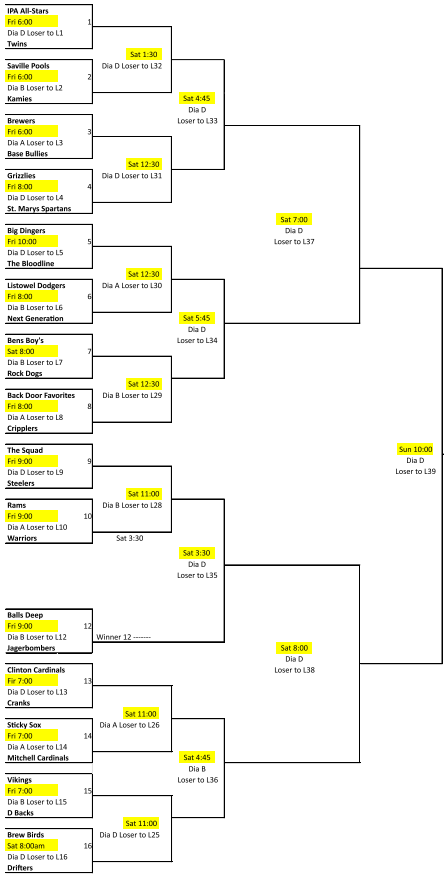 IPA All-Stars
Fri 6:00 1
Dia D Loser to L1
Twins
Sat 1:30
Dia D Loser to L32
Saville Pools
Fri 6:00 2
Dia B Loser to L2
Kamies
Sat 4:45
Dia D
Loser to L33
Brewers
Fri 6:00 3
Dia A Loser to L3
Base Bullies
Sat 12:30
Dia D Loser to L31
Grizzlies
Fri 8:00 4
Dia D Loser to L4
St. Marys Spartans
Sat 7:00
Dia D
Loser to L37
Big Dingers
Fri 10:00 5
Dia D Loser to L5
The Bloodline
Sat 12:30
Dia A Loser to L30
Listowel Dodgers
Fri 8:00 6
Dia B Loser to L6
Next Generation
Sat 5:45
Dia D
Loser to L34
Bens Boy's
Sat 8:00 7
Dia B Loser to L7
Rock Dogs
Sat 12:30
Dia B Loser to L29
Back Door Favorites
Fri 8:00 8
Dia A Loser to L8
Cripplers
Sun 10:00
Dia D
Loser to L39
The Squad
Fri 9:00 9
Dia D Loser to L9
Steelers
Sat 11:00
Dia B Loser to L28
Rams
Fri 9:00 10
Dia A Loser to L10
Warriors
Sat 3:30
Sat 3:30
Dia D
Loser to L35
Balls Deep
Fri 9:00 12
Dia B Loser to L12
Jagerbombers
Winner 12 -------
Sat 8:00
Dia D
Loser to L38
Clinton Cardinals
Fir 7:00 13
Dia D Loser to L13
Cranks
Sat 11:00
Dia A Loser to L26
Sticky Sox
Fri 7:00 14
Dia A Loser to L14
Mitchell Cardinals
Sat 4:45
Dia B
Loser to L36
Vikings
Fri 7:00 15
Dia B Loser to L15
D Backs
Sat 11:00
Dia D Loser to L25
Brew Birds
Sat 8:00am 16
Dia D Loser to L16
Drifters